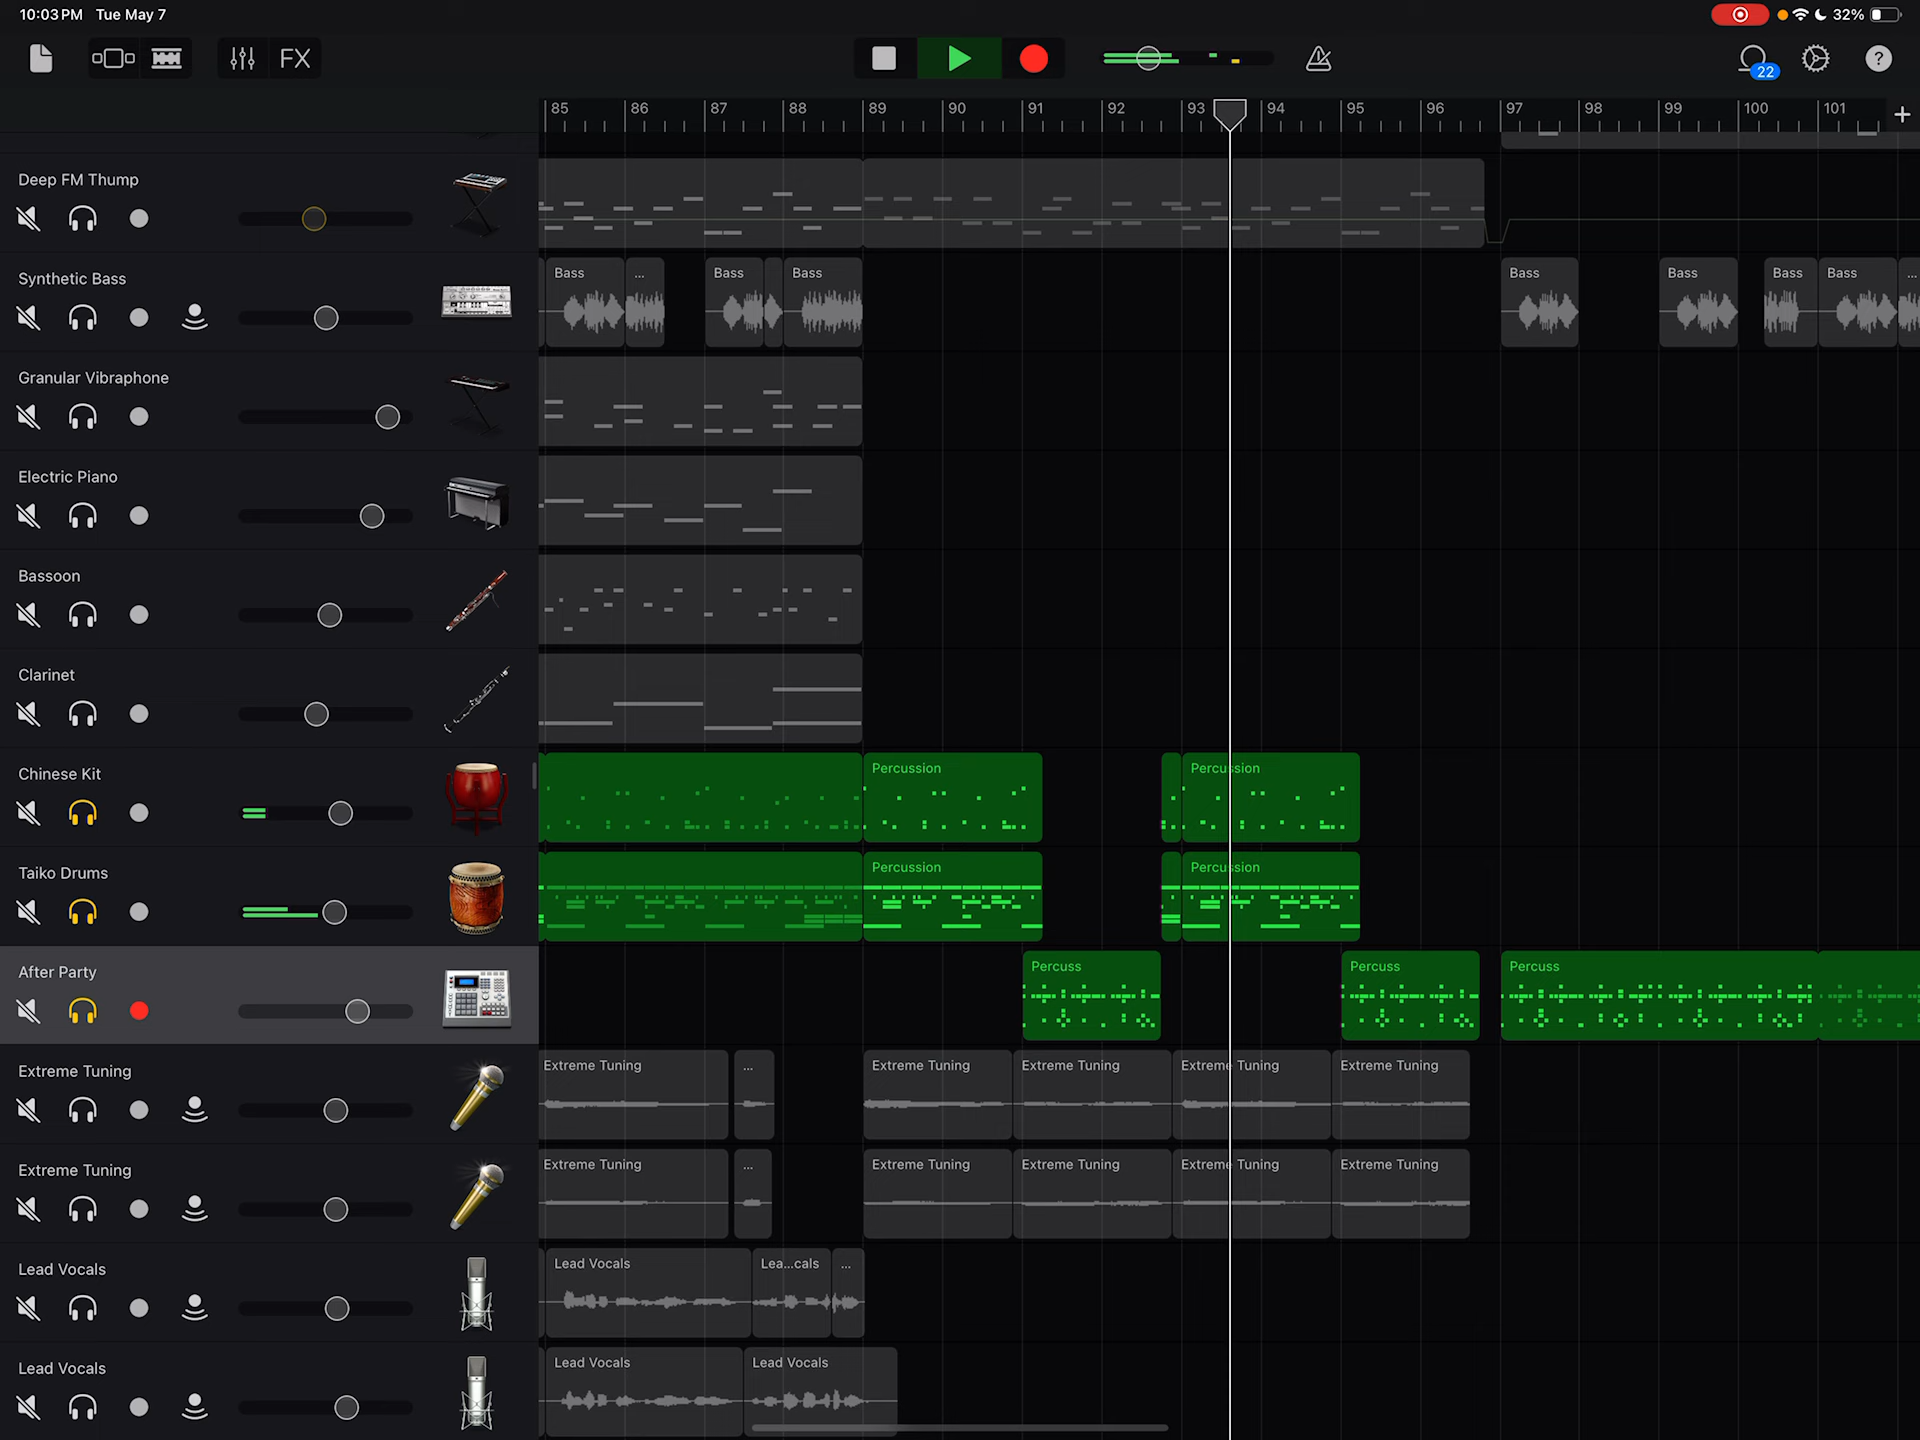 10:03 PM Tue May 7
32%
FX
22
?
85 86 87 88 89 90 91 92 93 94 95 96 97 98 99 100 101 +
Deep FM Thump
Synthetic Bass
Bass ... Bass Bass Bass Bass Bass Bass ...
Granular Vibraphone
Electric Piano
Bassoon
Clarinet
Chinese Kit
Percussion Percussion
Taiko Drums
Percussion Percussion
After Party
Percuss Percuss Percussion
Extreme Tuning
Extreme Tuning ... Extreme Tuning Extreme Tuning Extreme Tuning Extreme Tuning
Extreme Tuning
Extreme Tuning ... Extreme Tuning Extreme Tuning Extreme Tuning Extreme Tuning
Lead Vocals
Lead Vocals Lea...cals ...
Lead Vocals
Lead Vocals Lead Vocals